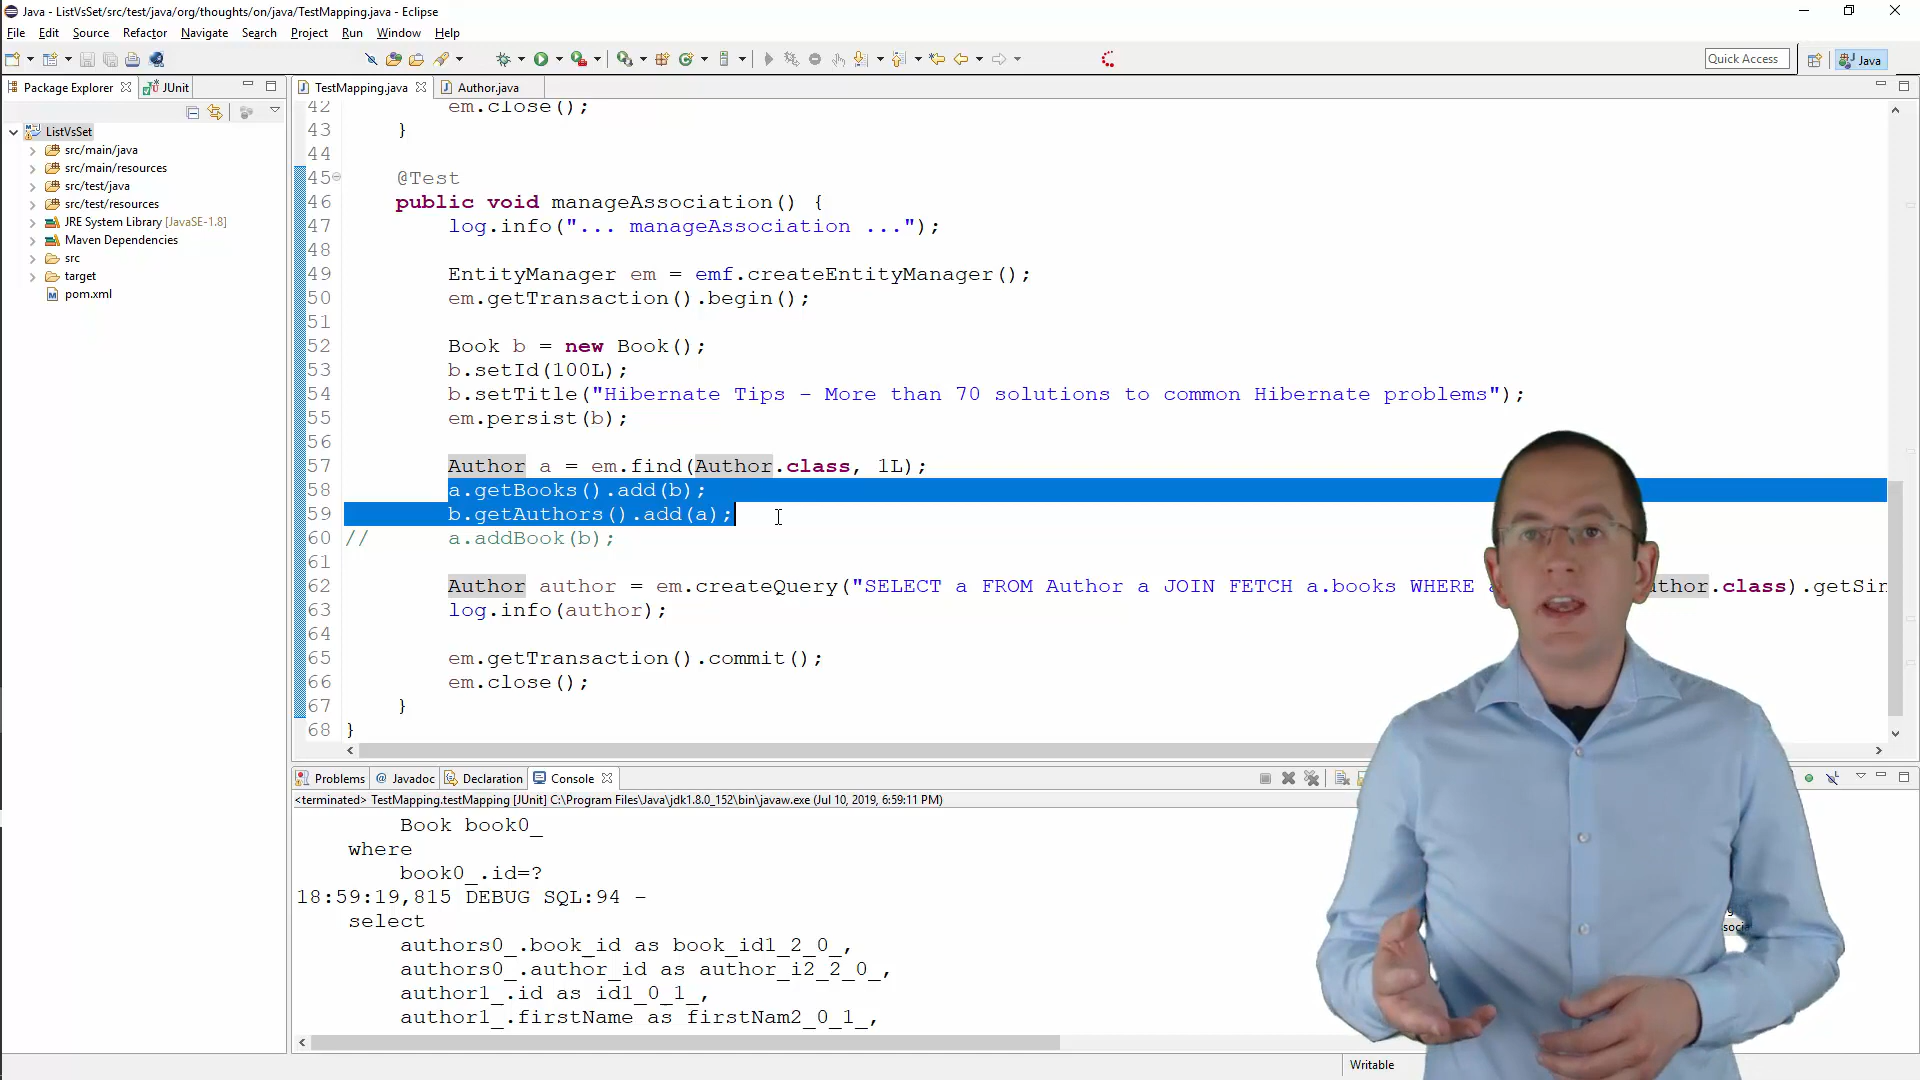 Java - ListVsSet/src/test/java/org/thoughts/on/java/TestMapping.java - Eclipse
File Edit Source Refactor Navigate Search Project Run Window Help
Quick Access
Java
Package Explorer
JUnit
TestMapping.java
Author.java
ListVsSet
src/main/java
src/main/resources
src/test/java
src/test/resources
JRE System Library [JavaSE-1.8]
Maven Dependencies
src
target
pom.xml
42 em.close();
43 }
44
45 @Test
46 public void manageAssociation() {
47 log.info("... manageAssociation ...");
48
49 EntityManager em = emf.createEntityManager();
50 em.getTransaction().begin();
51
52 Book b = new Book();
53 b.setId(100L);
54 b.setTitle("Hibernate Tips - More than 70 solutions to common Hibernate problems");
55 em.persist(b);
56
57 Author a = em.find(Author.class, 1L);
58 a.getBooks().add(b);
59 b.getAuthors().add(a);
60 // a.addBook(b);
61
62 Author author = em.createQuery("SELECT a FROM Author a JOIN FETCH a.books WHERE thor.class).getSin
63 log.info(author);
64
65 em.getTransaction().commit();
66 em.close();
67 }
68 }
Problems @ Javadoc Declaration Console
<terminated> TestMapping.testMapping [JUnit] C:\Program Files\Java\jdk1.8.0_152\bin\javaw.exe (Jul 10, 2019, 6:59:11 PM)
Book book0_
where
book0_.id=?
18:59:19,815 DEBUG SQL:94 -
select
authors0_.book_id as book_id1_2_0_,
authors0_.author_id as author_i2_2_0_,
author1_.id as id1_0_1_,
author1_.firstName as firstNam2_0_1_,
Writable